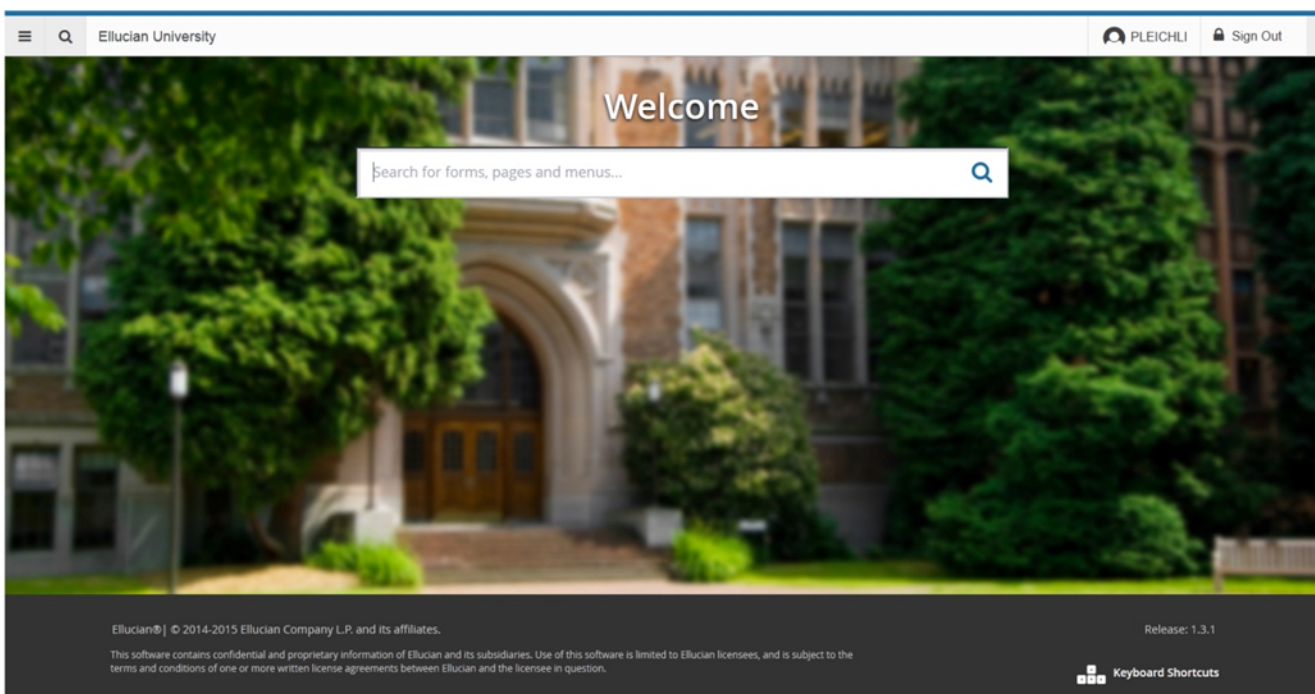 Ellucian University
PLEICHLI
Sign Out
Welcome
Search for forms, pages and menus...
Ellucian®| © 2014-2015 Ellucian Company L.P. and its affiliates.
Release: 1.3.1
This software contains confidential and proprietary information of Ellucian and its subsidiaries. Use of this software is limited to Ellucian licensees, and is subject to the
terms and conditions of one or more written license agreements between Ellucian and the licensee in question.
Keyboard Shortcuts